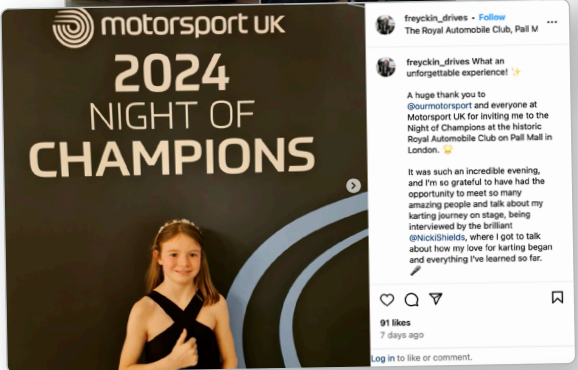 motorsport UK
2024
NIGHT OF
CHAMPIONS
freyckin_drives • Follow
The Royal Automobile Club, Pall M
freyckin_drives What an
unforgettable experience! ✨
A huge thank you to
@ourmotorsport and everyone at
Motorsport UK for inviting me to the
Night of Champions at the historic
Royal Automobile Club on Pall Mall in
London.
It was such an incredible evening,
and I'm so grateful to have had the
opportunity to meet so many
amazing people and talk about my
karting journey on stage, being
interviewed by the brilliant
@NickiShields, where I got to talk
about how my love for karting began
and everything I've learned so far.
🎤
91 likes
7 days ago
Log in to like or comment.